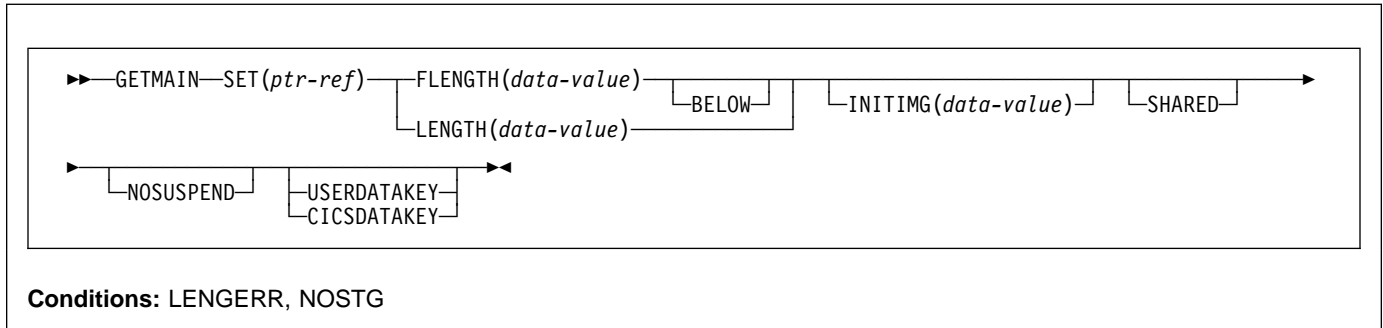 GETMAIN SET(ptr-ref) FLENGTH(data-value) BELOW INITIMG(data-value) SHARED
LENGTH(data-value)
NOSUSPEND USERDATAKEY
CICSDATAKEY
Conditions: LENGERR, NOSTG